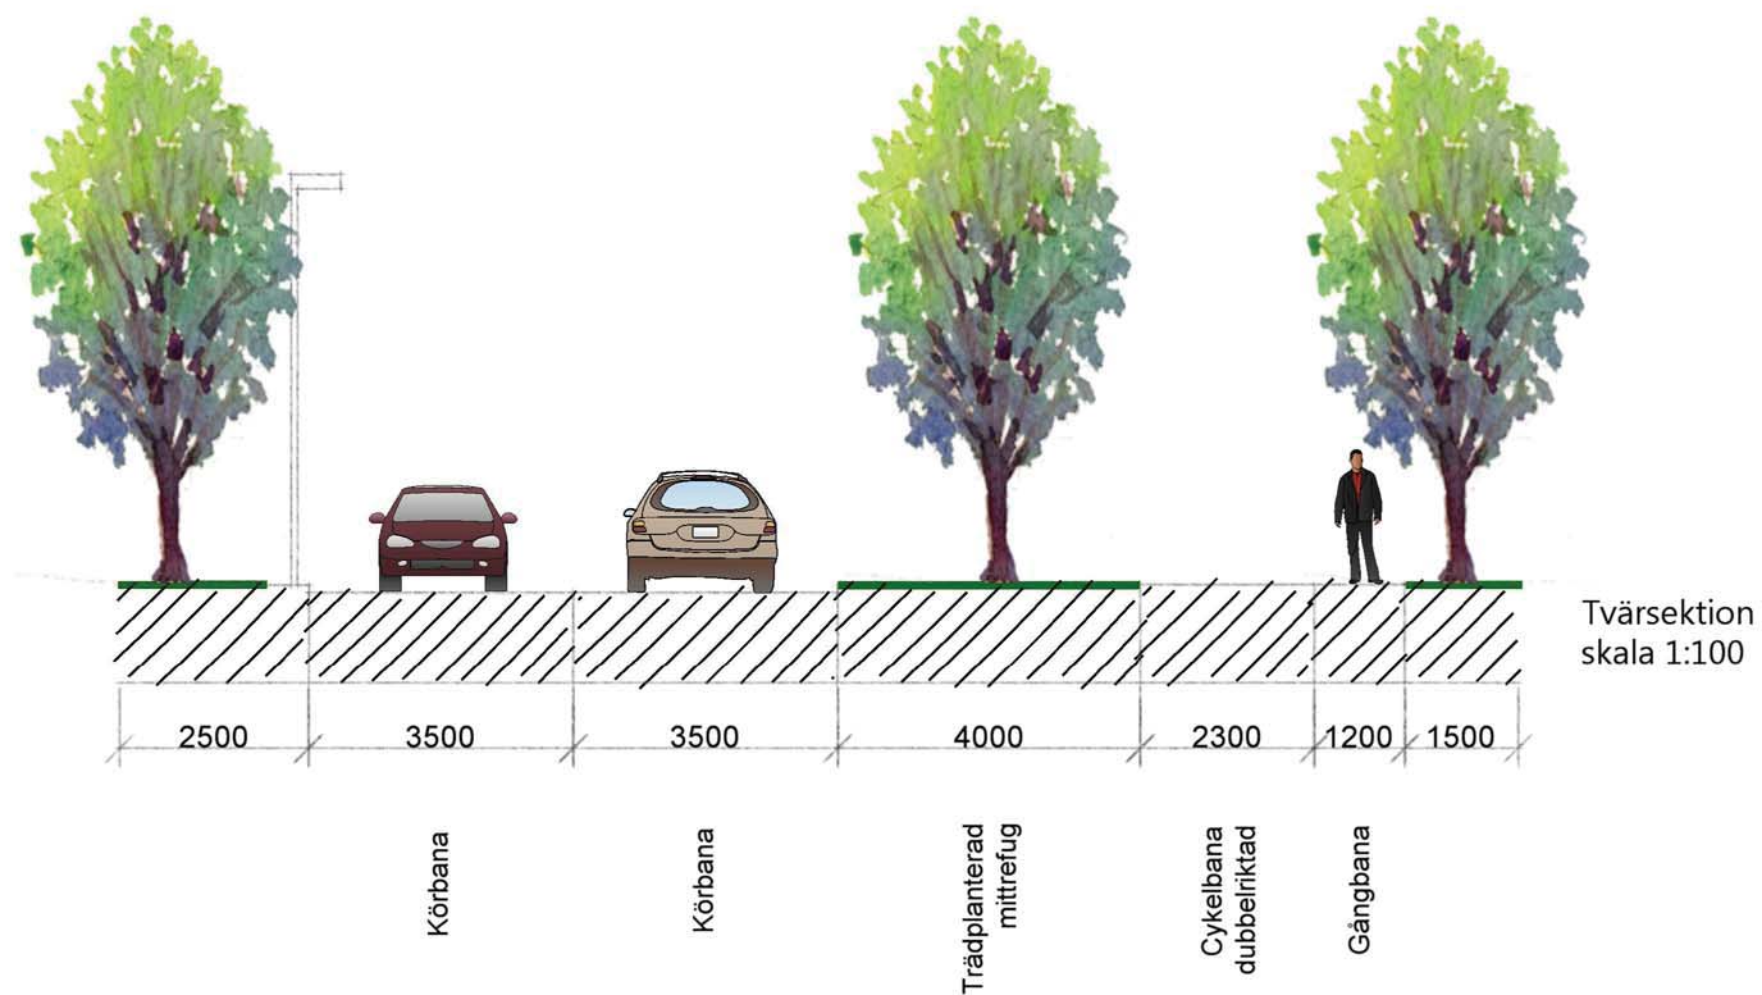 Tvärsektion
skala 1:100
2500
3500
3500
4000
2300
1200
1500
Körbana
Körbana
Trädplanterad
mittrefug
Cykelbana
dubbelriktad
Gångbana